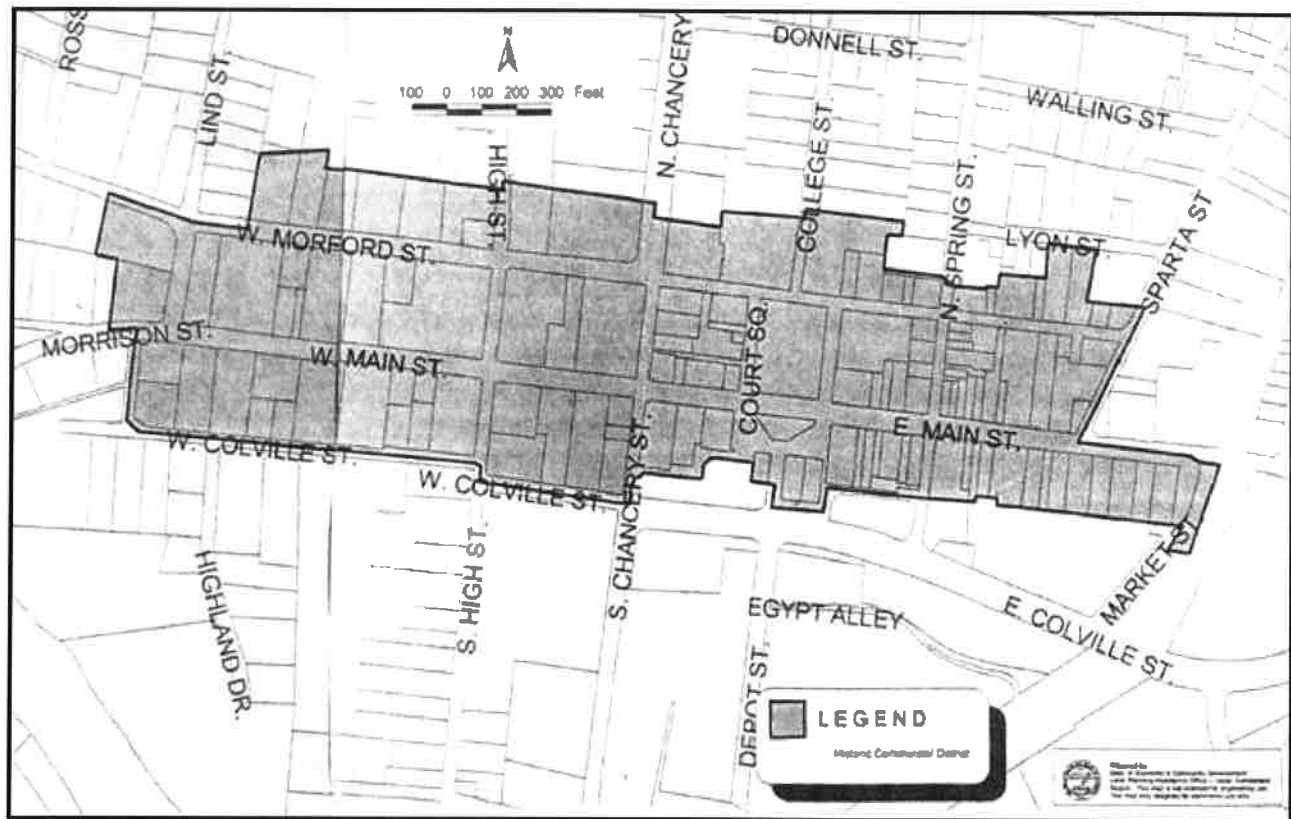 ROSS
LIND ST.
N
100 0 100 200 300 Feet
HIGH ST.
N. CHANCERY
DONNELL ST.
COLLEGE ST.
WALLING ST.
N. SPRING ST.
LYON ST.
SPARTA ST
W. MORFORD ST.
MORRISON ST.
W. MAIN ST.
COURT SQ.
E. MAIN ST.
W. COLVILLE ST.
W. COLVILLE ST.
S. CHANCERY ST.
HIGHLAND DR.
S. HIGH ST.
EGYPT ALLEY
DEPOT ST.
MARKET S
E. COLVILLE ST.
LEGEND
Historic Commercial District